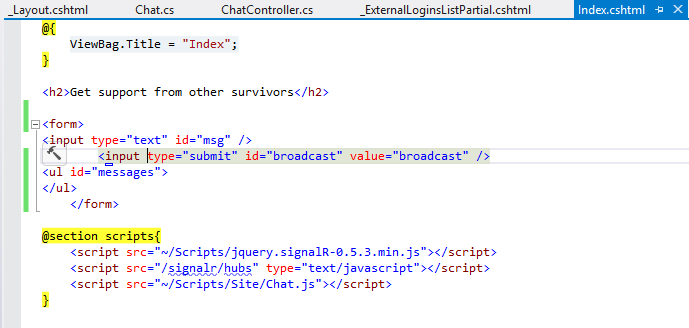 _Layout.cshtml Chat.cs ChatController.cs _ExternalLoginsListPartial.cshtml Index.cshtml
@{
ViewBag.Title = "Index";
}
<h2>Get support from other survivors</h2>
<form>
<input type="text" id="msg" />
<input type="submit" id="broadcast" value="broadcast" />
<ul id="messages">
</ul>
</form>
@section scripts{
<script src="~/Scripts/jquery.signalR-0.5.3.min.js"></script>
<script src="/signalr/hubs" type="text/javascript"></script>
<script src="~/Scripts/Site/Chat.js"></script>
}